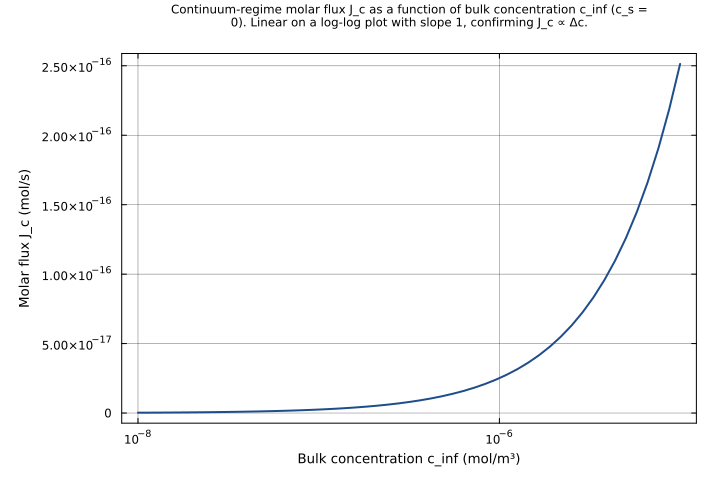 Continuum-regime molar flux J_c as a function of bulk concentration c_inf (c_s =
0). Linear on a log-log plot with slope 1, confirming J_c ∝ Δc.
2.50×10⁻¹⁶
2.00×10⁻¹⁶
1.50×10⁻¹⁶
1.00×10⁻¹⁶
5.00×10⁻¹⁷
0
Molar flux J_c (mol/s)
10⁻⁸ 10⁻⁶
Bulk concentration c_inf (mol/m³)